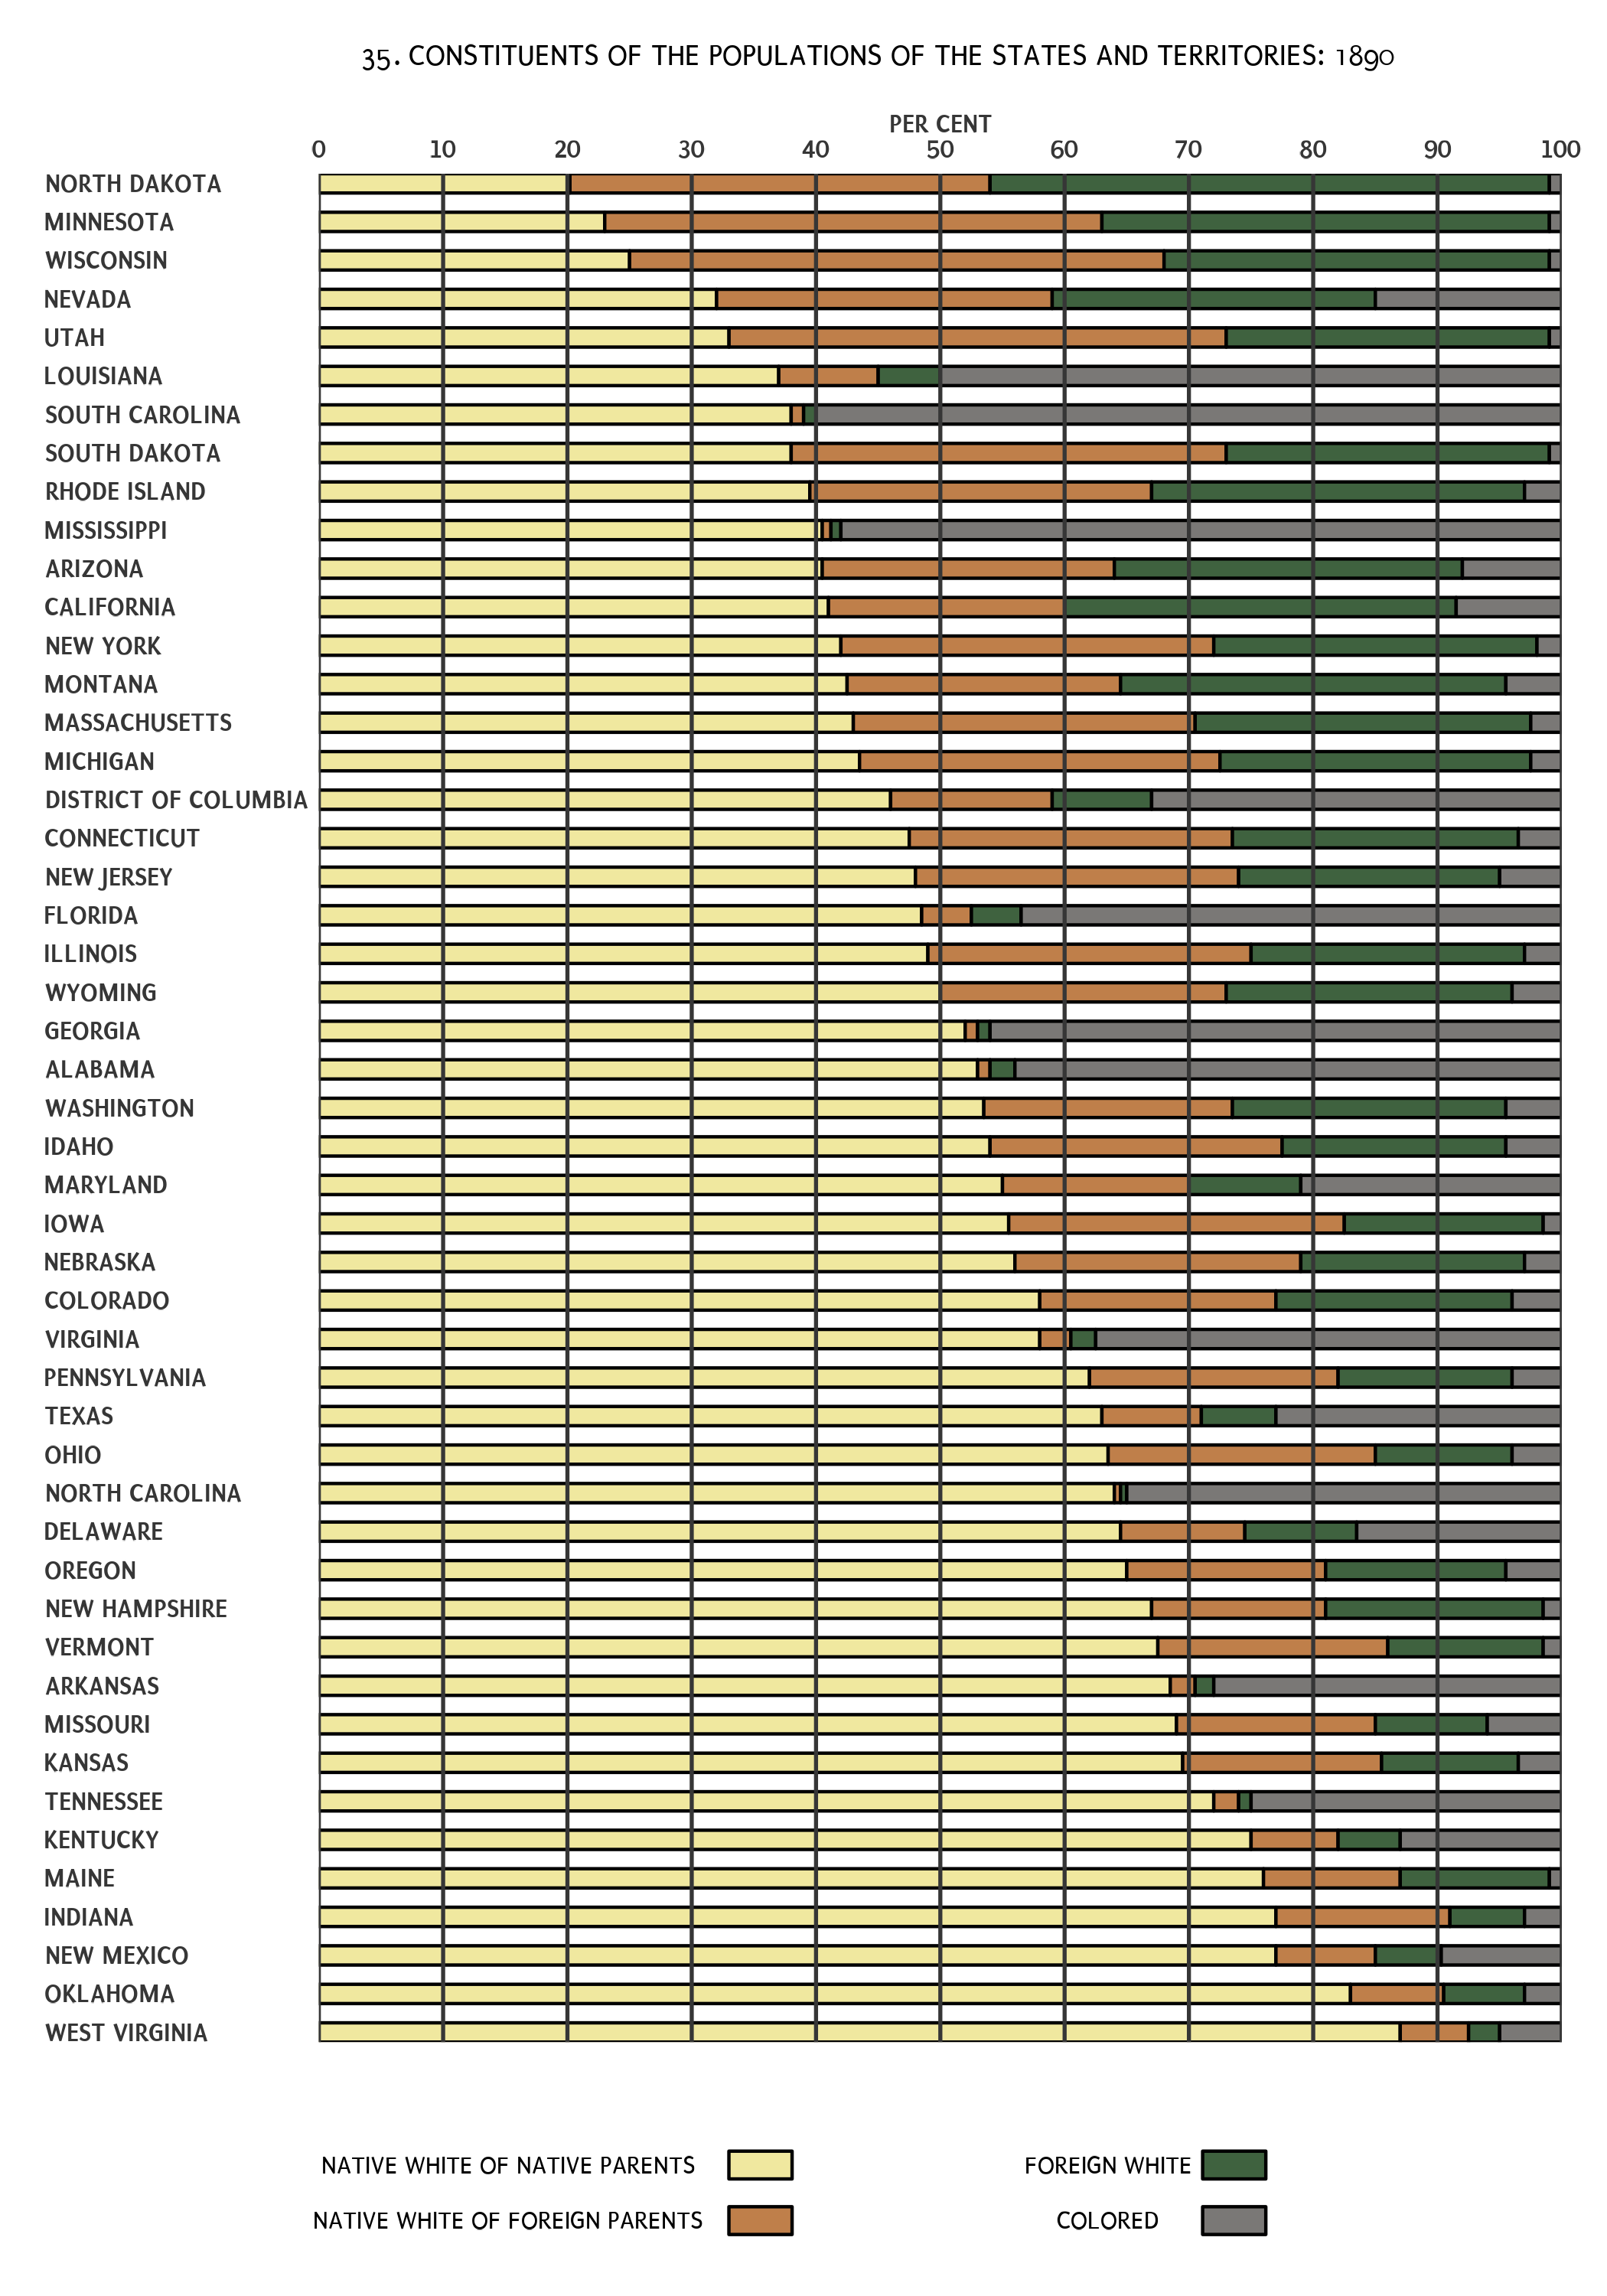 35. CONSTITUENTS OF THE POPULATIONS OF THE STATES AND TERRITORIES: 1890
PER CENT
0 10 20 30 40 50 60 70 80 90 100
NORTH DAKOTA
MINNESOTA
WISCONSIN
NEVADA
UTAH
LOUISIANA
SOUTH CAROLINA
SOUTH DAKOTA
RHODE ISLAND
MISSISSIPPI
ARIZONA
CALIFORNIA
NEW YORK
MONTANA
MASSACHUSETTS
MICHIGAN
DISTRICT OF COLUMBIA
CONNECTICUT
NEW JERSEY
FLORIDA
ILLINOIS
WYOMING
GEORGIA
ALABAMA
WASHINGTON
IDAHO
MARYLAND
IOWA
NEBRASKA
COLORADO
VIRGINIA
PENNSYLVANIA
TEXAS
OHIO
NORTH CAROLINA
DELAWARE
OREGON
NEW HAMPSHIRE
VERMONT
ARKANSAS
MISSOURI
KANSAS
TENNESSEE
KENTUCKY
MAINE
INDIANA
NEW MEXICO
OKLAHOMA
WEST VIRGINIA
NATIVE WHITE OF NATIVE PARENTS
FOREIGN WHITE
NATIVE WHITE OF FOREIGN PARENTS
COLORED